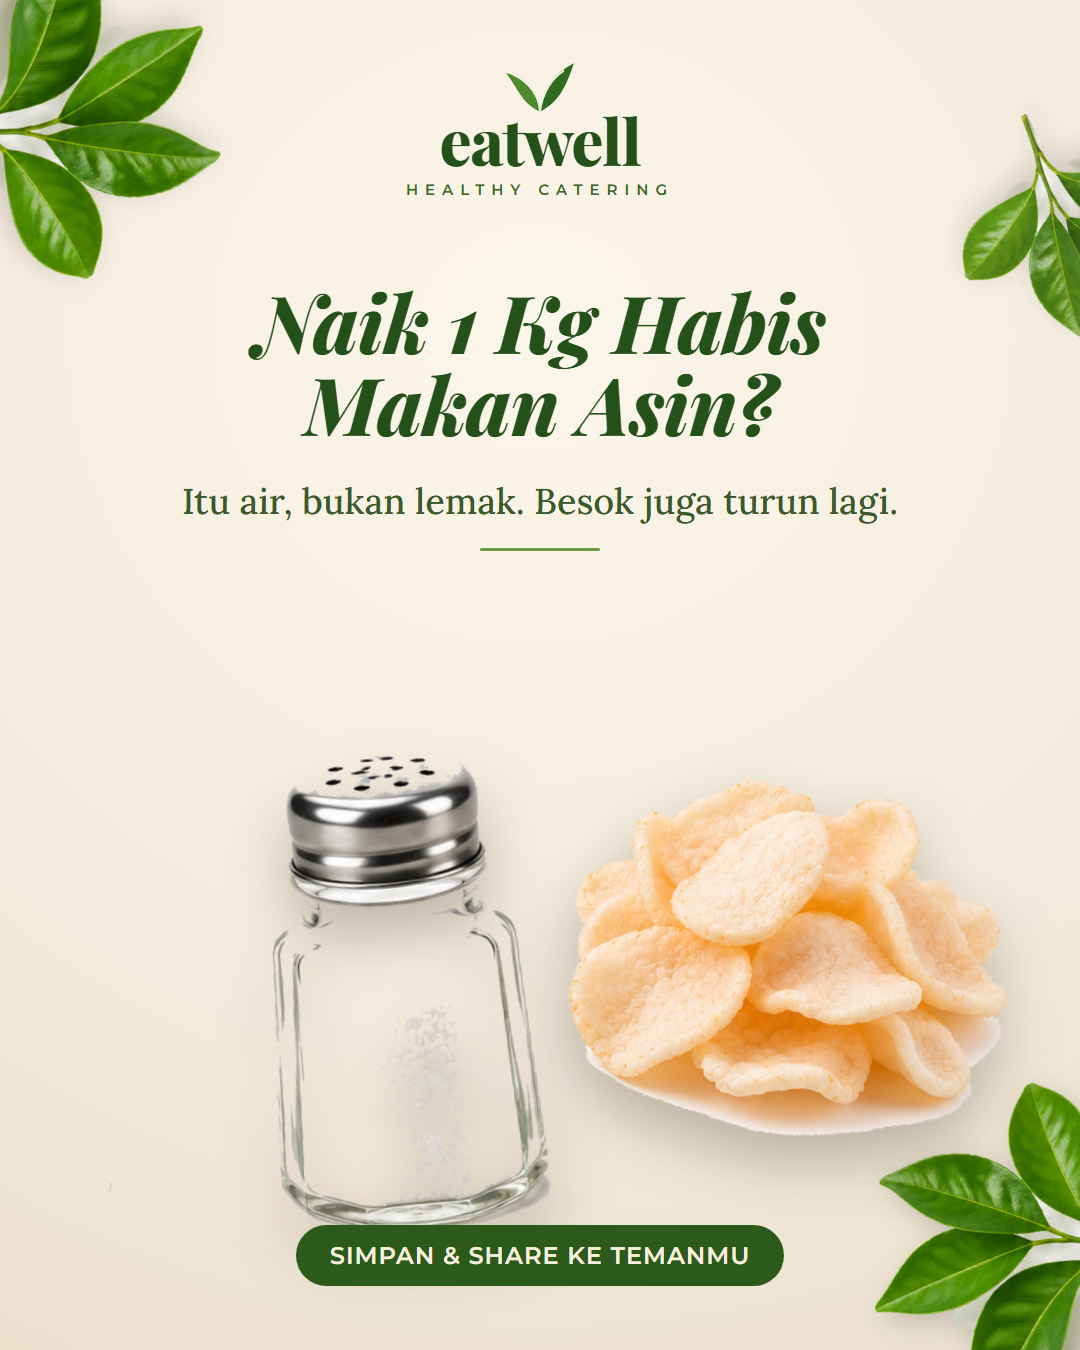 eatwell
HEALTHY CATERING
Naik 1 Kg Habis
Makan Asin?
Itu air, bukan lemak. Besok juga turun lagi.
SIMPAN & SHARE KE TEMANMU